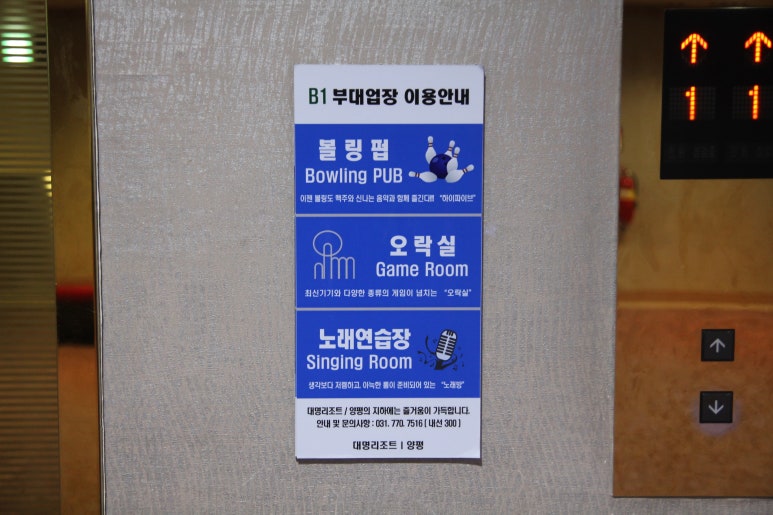 B1 부대업장 이용안내
볼링펍
Bowling PUB
이젠 볼링도 맥주와 신나는 음악과 함께 즐긴다!! "하이파이브"
오락실
Game Room
최신기기와 다양한 종류의 게임이 넘치는 "오락실"
노래연습장
Singing Room
생각보다 저렴하고, 아늑한 룸이 준비되어 있는 "노래방"
대명리조트 / 양평의 지하에는 즐거움이 가득합니다.
안내 및 문의사항 : 031. 770. 7516 [ 내선 300 ]
대명리조트 | 양평
↑ ↑
1 1
↑
↓